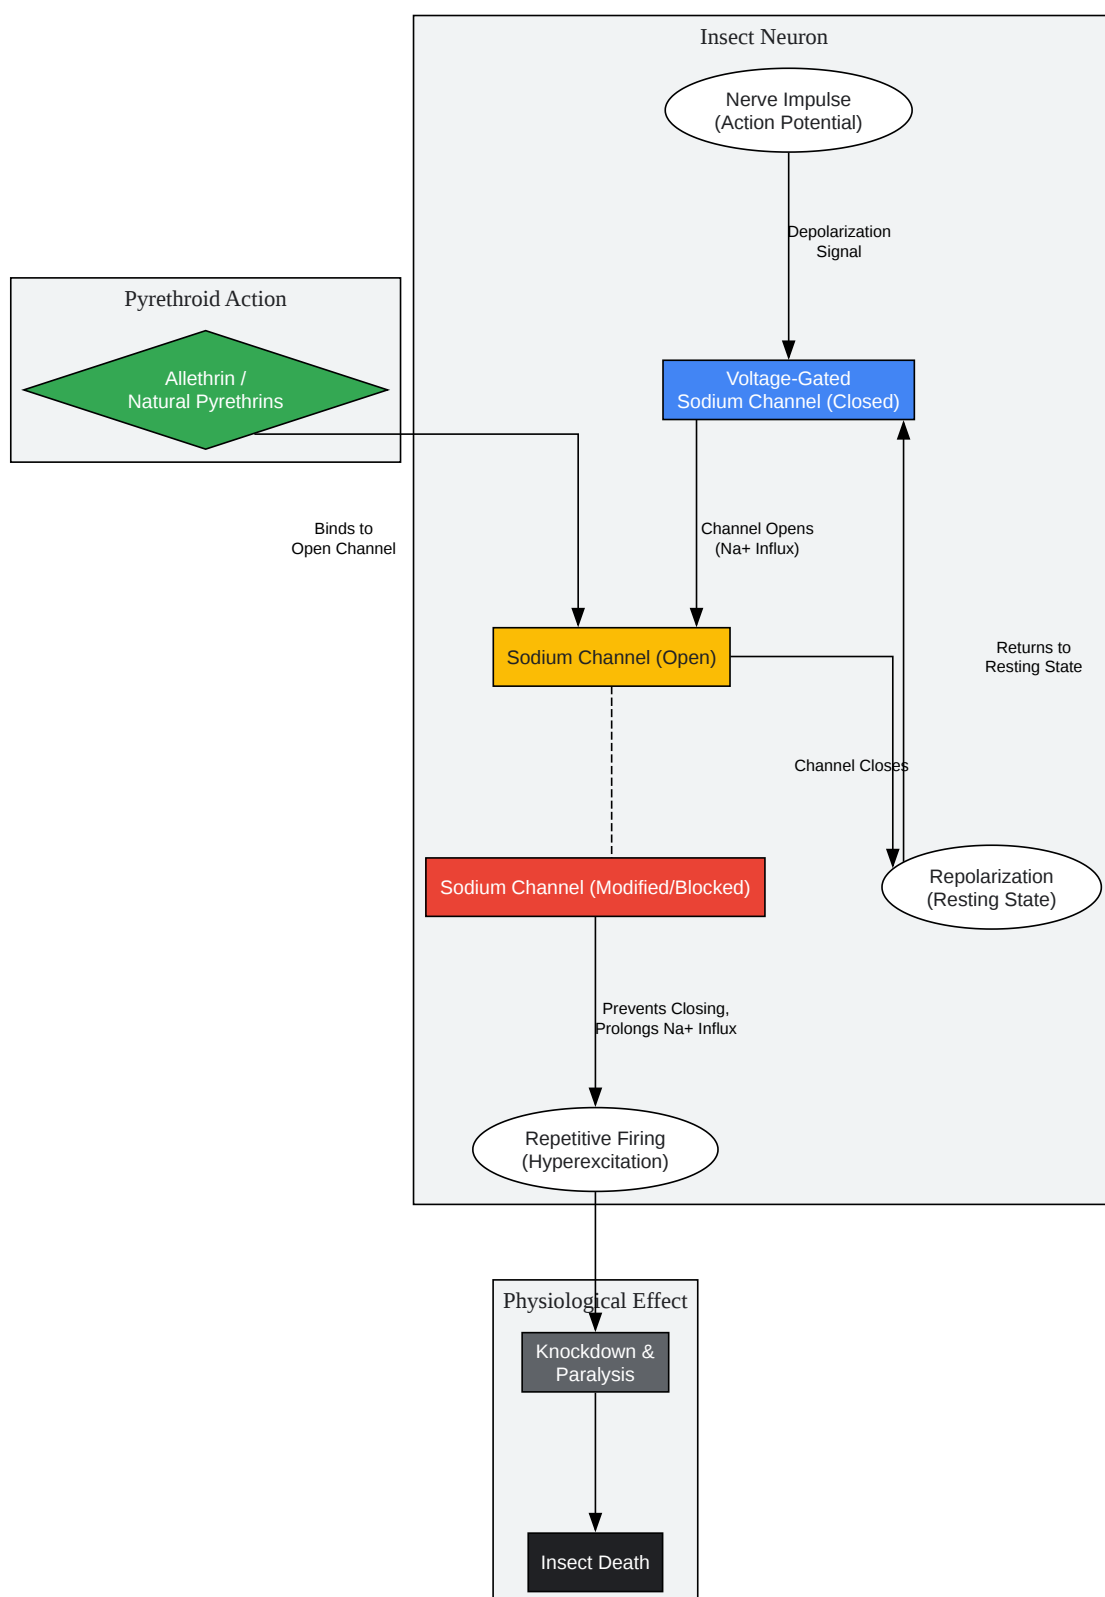 Insect Neuron
Nerve Impulse
(Action Potential)
Depolarization
Signal
Pyrethroid Action
Allethrin /
Natural Pyrethrins
Voltage-Gated
Sodium Channel (Closed)
Binds to
Open Channel
Channel Opens
(Na+ Influx)
Sodium Channel (Open)
Returns to
Resting State
Channel Closes
Sodium Channel (Modified/Blocked)
Repolarization
(Resting State)
Prevents Closing,
Prolongs Na+ Influx
Repetitive Firing
(Hyperexcitation)
Physiological Effect
Knockdown &
Paralysis
Insect Death